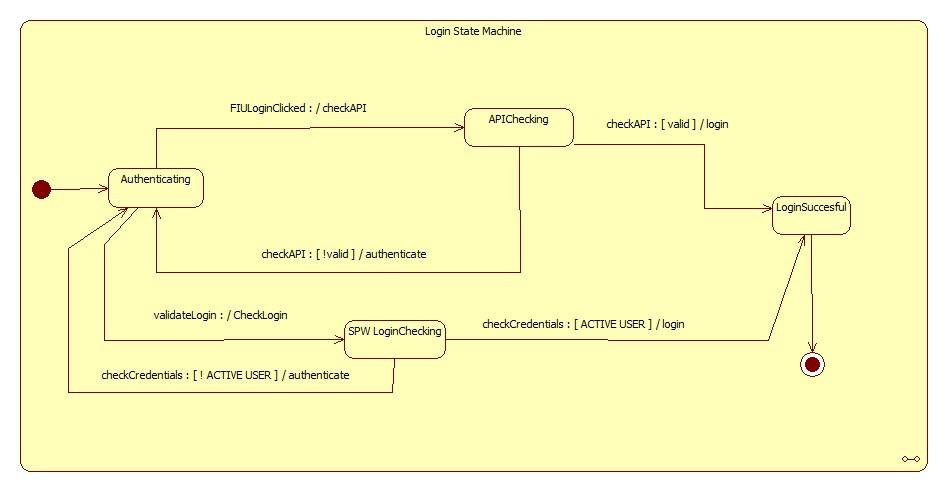 Login State Machine
FIULoginClicked : / checkAPI
APIChecking
checkAPI : [ valid ] / login
Authenticating
LoginSuccesful
checkAPI : [ !valid ] / authenticate
validateLogin : / CheckLogin
SPW LoginChecking
checkCredentials : [ ACTIVE USER ] / login
checkCredentials : [ ! ACTIVE USER ] / authenticate